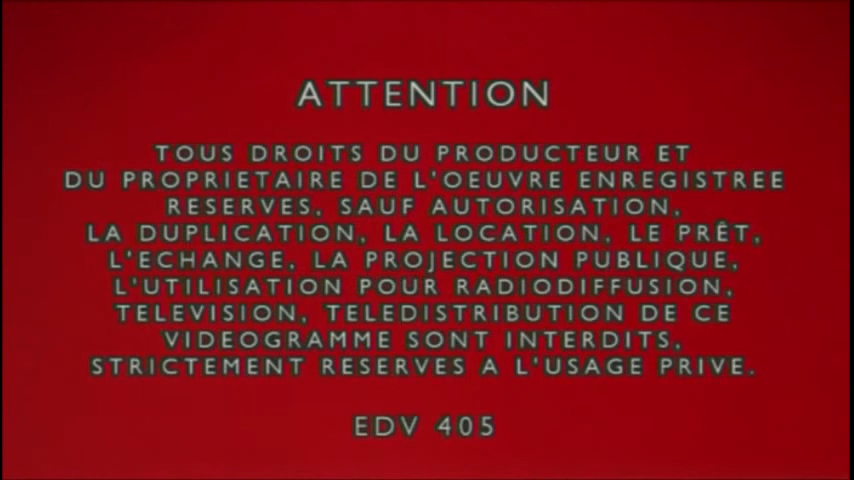 ATTENTION
TOUS DROITS DU PRODUCTEUR ET
DU PROPRIETAIRE DE L'OEUVRE ENREGISTREE
RESERVES, SAUF AUTORISATION,
LA DUPLICATION, LA LOCATION, LE PRÊT,
L'ECHANGE, LA PROJECTION PUBLIQUE,
L'UTILISATION POUR RADIODIFFUSION,
TELEVISION, TELEDISTRIBUTION DE CE
VIDEOGRAMME SONT INTERDITS,
STRICTEMENT RESERVES A L'USAGE PRIVE.
EDV 405